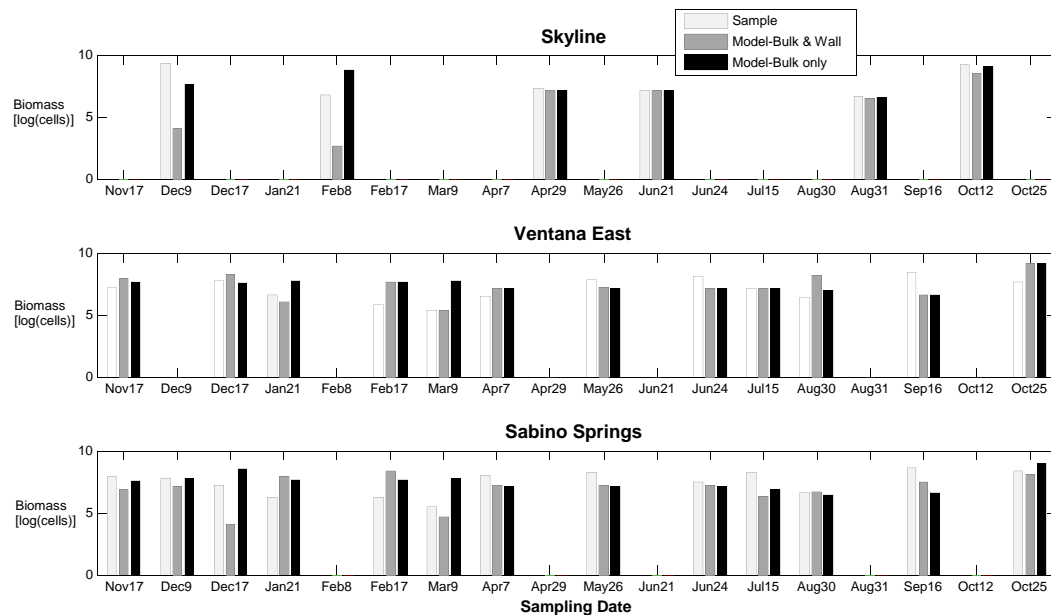 Sample
Model-Bulk & Wall
Model-Bulk only
Skyline
10
5
0
Biomass
[log(cells)]
Nov17 Dec9 Dec17 Jan21 Feb8 Feb17 Mar9 Apr7 Apr29 May26 Jun21 Jun24 Jul15 Aug30 Aug31 Sep16 Oct12 Oct25
Ventana East
10
5
0
Biomass
[log(cells)]
Nov17 Dec9 Dec17 Jan21 Feb8 Feb17 Mar9 Apr7 Apr29 May26 Jun21 Jun24 Jul15 Aug30 Aug31 Sep16 Oct12 Oct25
Sabino Springs
10
5
0
Biomass
[log(cells)]
Nov17 Dec9 Dec17 Jan21 Feb8 Feb17 Mar9 Apr7 Apr29 May26 Jun21 Jun24 Jul15 Aug30 Aug31 Sep16 Oct12 Oct25
Sampling Date